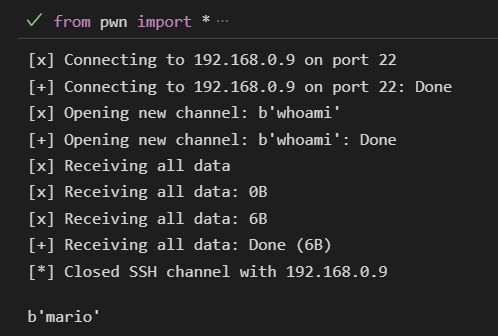 from pwn import * ...
[x] Connecting to 192.168.0.9 on port 22
[+] Connecting to 192.168.0.9 on port 22: Done
[x] Opening new channel: b'whoami'
[+] Opening new channel: b'whoami': Done
[x] Receiving all data
[x] Receiving all data: 0B
[x] Receiving all data: 6B
[+] Receiving all data: Done (6B)
[*] Closed SSH channel with 192.168.0.9
b'mario'